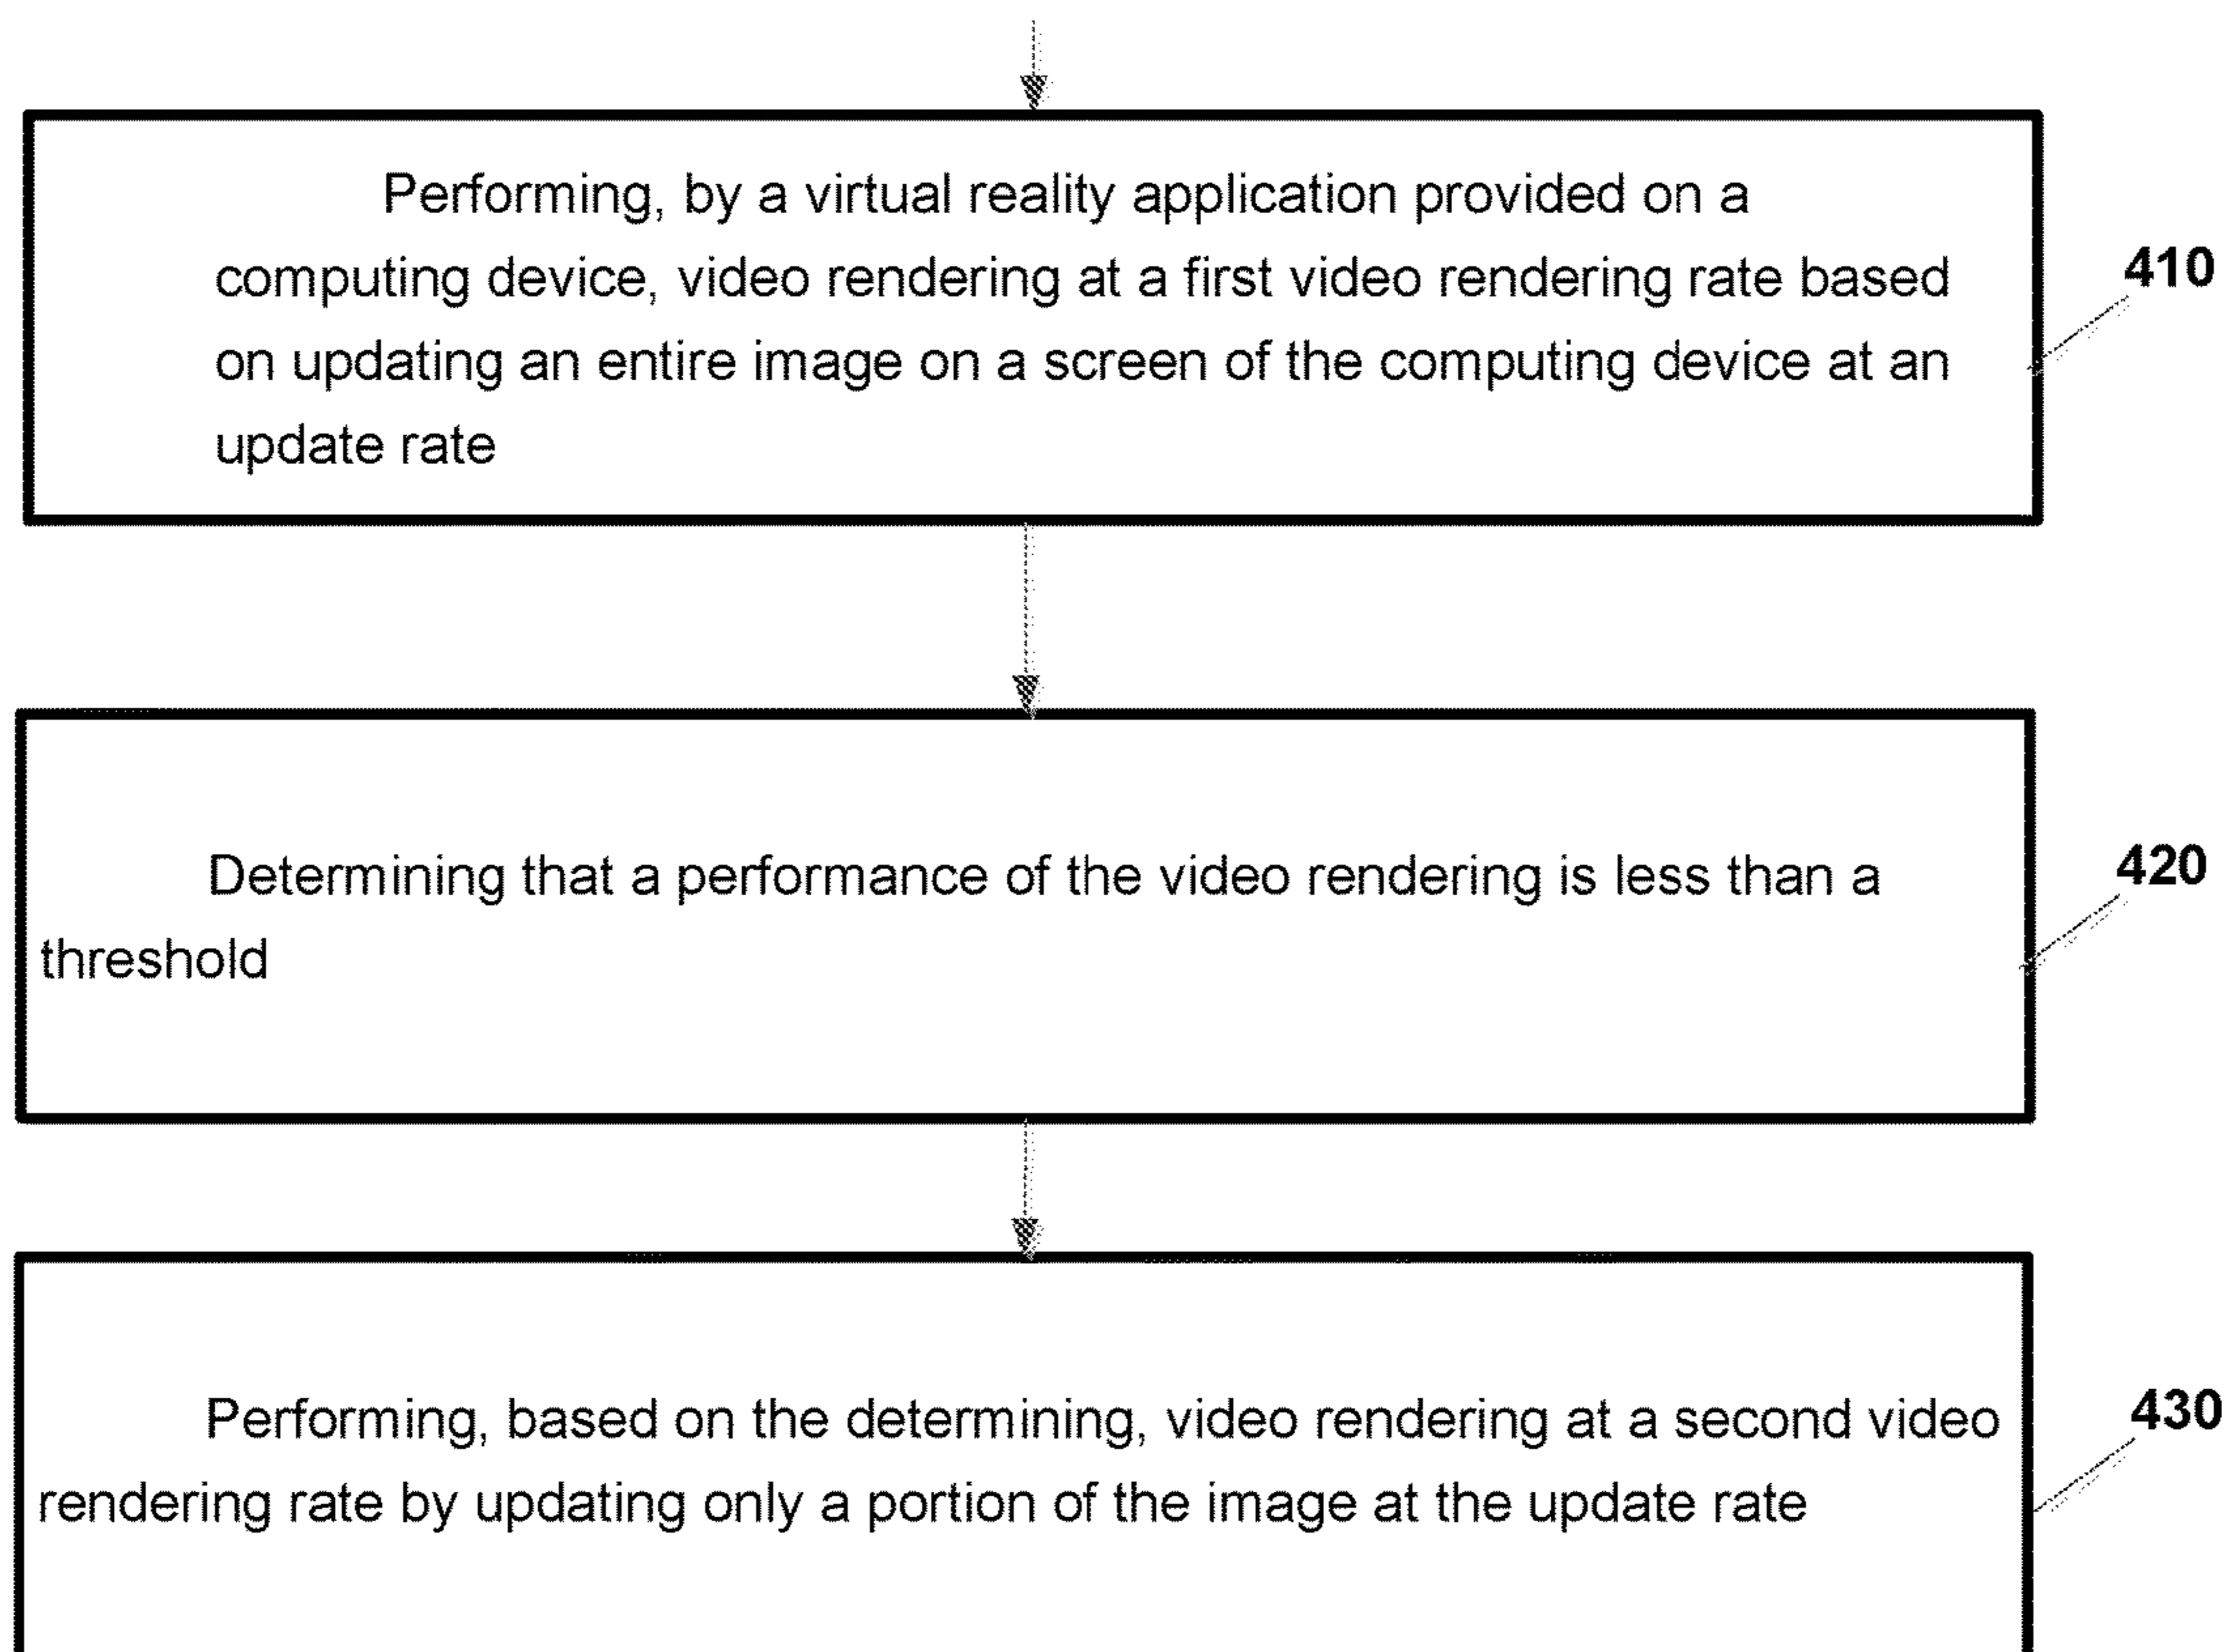 Performing, by a virtual reality application provided on a
computing device, video rendering at a first video rendering rate based
on updating an entire image on a screen of the computing device at an
update rate
410
Determining that a performance of the video rendering is less than a
threshold
420
Performing, based on the determining, video rendering at a second video
rendering rate by updating only a portion of the image at the update rate
430